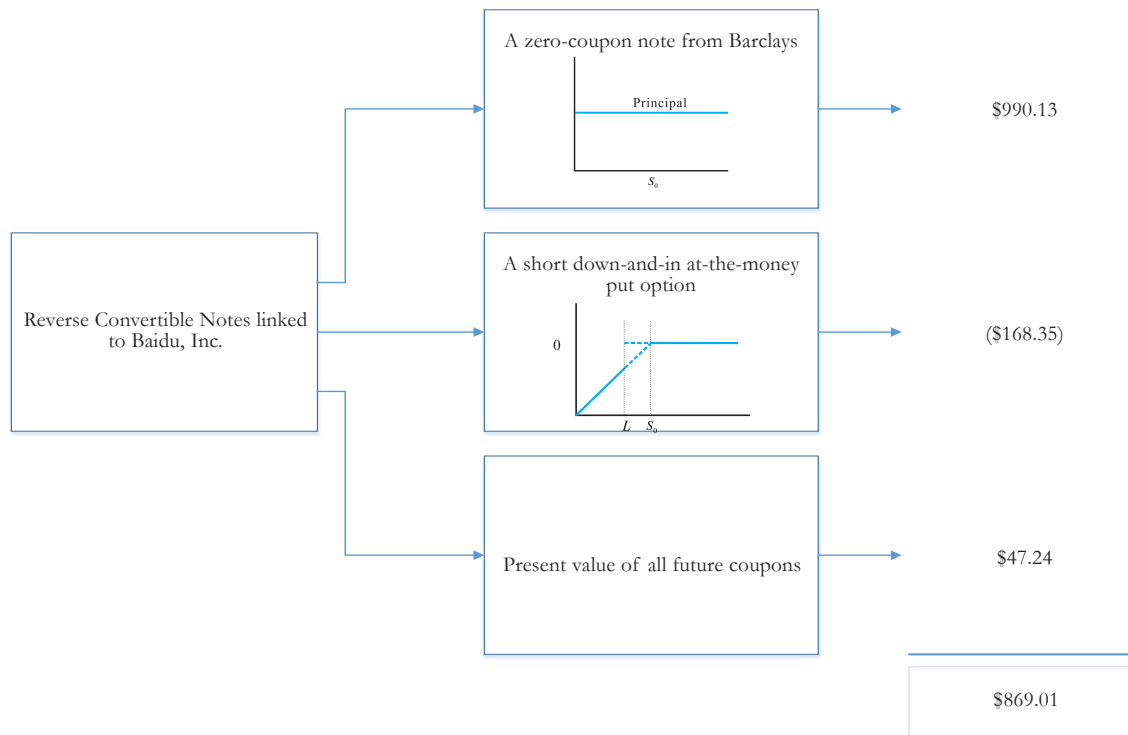 A zero-coupon note from Barclays
Principal
S₀
$990.13
Reverse Convertible Notes linked
to Baidu, Inc.
A short down-and-in at-the-money
put option
0
L S₀
($168.35)
Present value of all future coupons
$47.24
$869.01